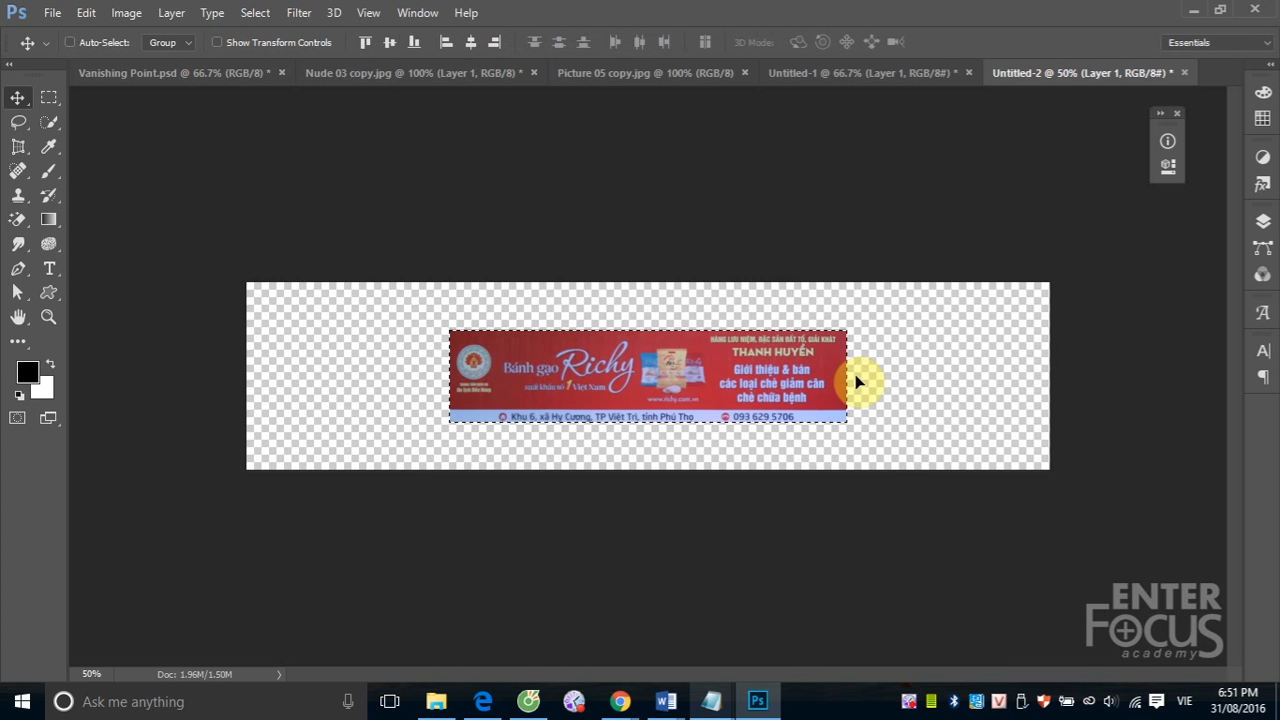 Ps File Edit Image Layer Type Select Filter 3D View Window Help
Auto-Select: Group Show Transform Controls 3D Mode: Essentials
Vanishing Point.psd @ 66.7% (RGB/8) * Nude 03 copy.jpg @ 100% (Layer 1, RGB/8) * Picture 05 copy.jpg @ 100% (RGB/8) Untitled-1 @ 66.7% (Layer 1, RGB/8#) * Untitled-2 @ 50% (Layer 1, RGB/8#) *
HÀNG LƯU NIỆM, ĐẶC SẢN ĐẤT TỔ, GIẢI KHÁT
THANH HUYỀN
Bánh gạo Richy
xuất khẩu số 1 Việt Nam
www.richy.com.vn
Giới thiệu & bán
các loại chè giảm cân
chè chữa bệnh
Khu 6, xã Hy Cương, TP Việt Trì, tỉnh Phú Thọ 093 629 5706
ENTER
FOCUS
academy
50% Doc: 1.96M/1.50M
Ask me anything
VIE
6:51 PM
31/08/2016